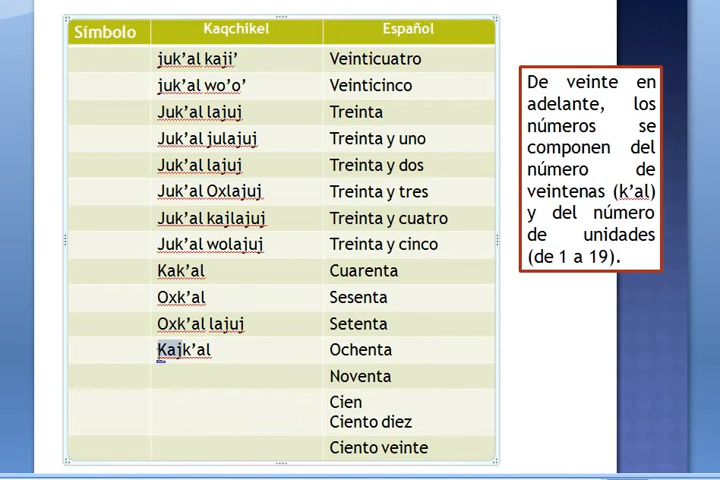 Símbolo Kaqchikel Español
juk’al kaji’ Veinticuatro
juk’al wo’o’ Veinticinco
Juk’al lajuj Treinta
Juk’al julajuj Treinta y uno
Juk’al lajuj Treinta y dos
Juk’al Oxlajuj Treinta y tres
Juk’al kajlajuj Treinta y cuatro
Juk’al wolajuj Treinta y cinco
Kak’al Cuarenta
Oxk’al Sesenta
Oxk’al lajuj Setenta
Kajk’al Ochenta
Noventa
Cien
Ciento diez
Ciento veinte
De veinte en
adelante, los
números se
componen del
número de
veintenas (k’al)
y del número
de unidades
(de 1 a 19).